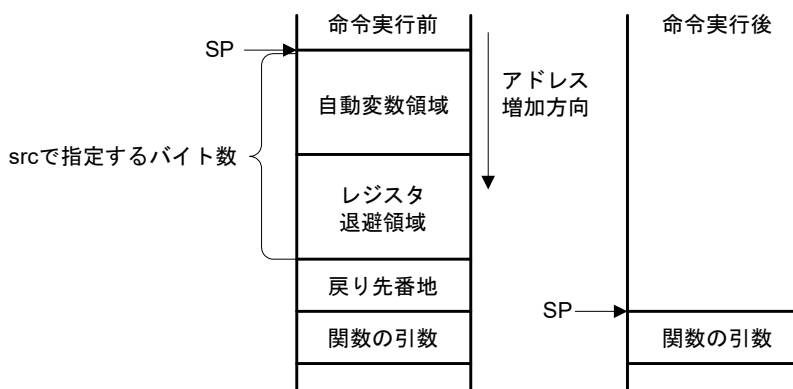 命令実行前
命令実行後
SP
アドレス
増加方向
自動変数領域
srcで指定するバイト数
レジスタ
退避領域
戻り先番地
SP
関数の引数
関数の引数